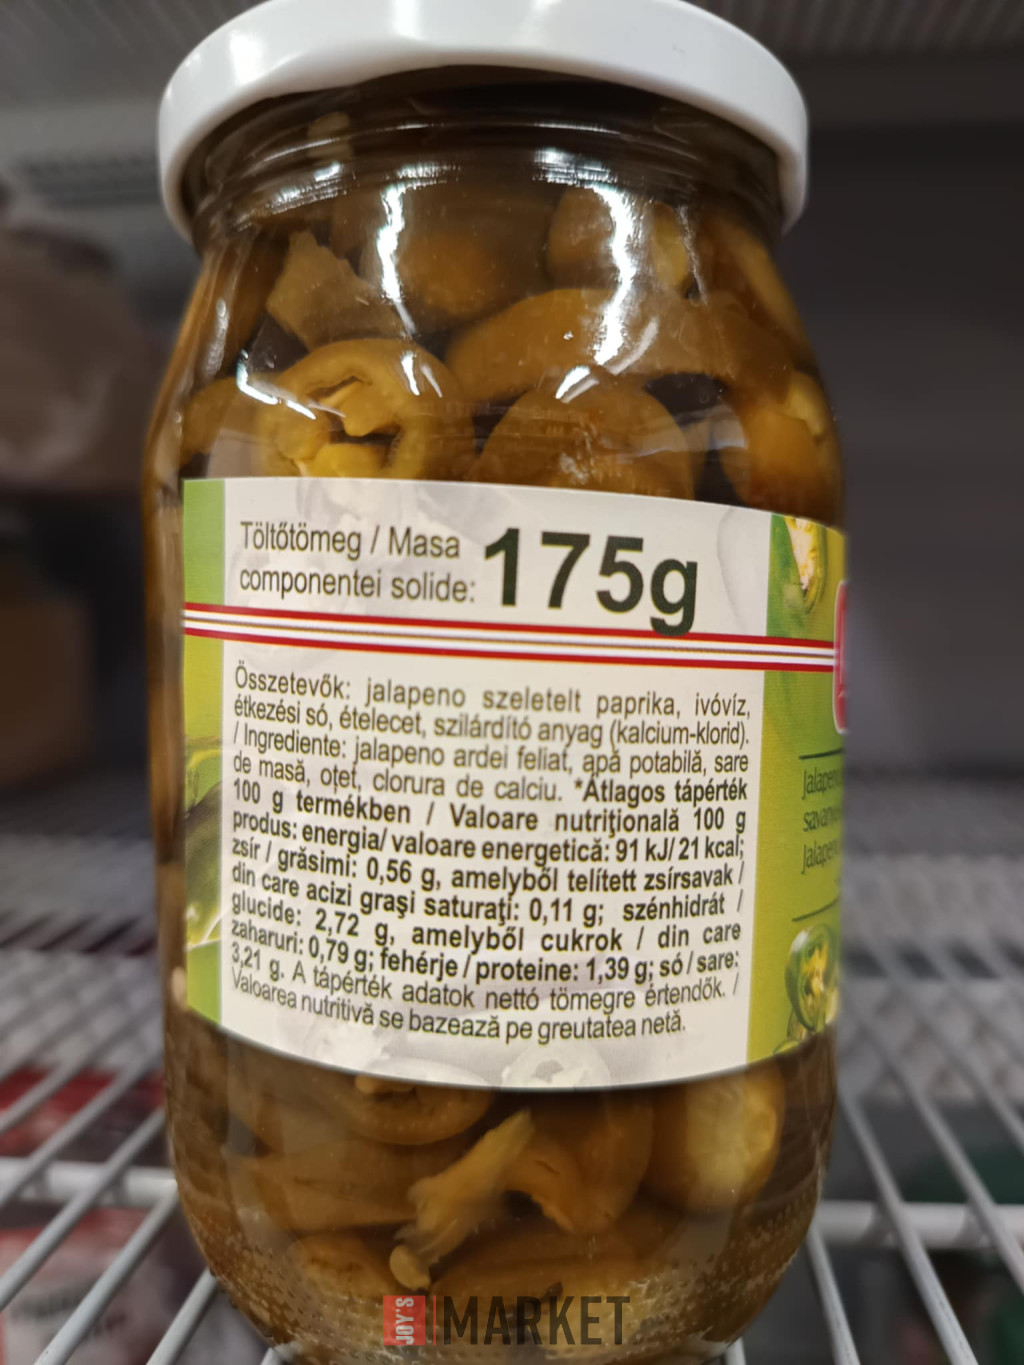 Töltőtömeg / Masa
componentei solide: 175g
Összetevők: jalapeno szeletelt paprika, ivóvíz,
étkezési só, ételecet, szilárdító anyag (kalcium-klorid).
/ Ingrediente: jalapeno ardei feliat, apă potabilă, sare
de masă, oțet, clorura de calciu. *Átlagos tápérték
100 g termékben / Valoare nutriţională 100 g
produs: energia/ valoare energetică: 91 kJ/ 21 kcal;
zsír / grăsimi: 0,56 g, amelyből telített zsírsavak /
din care acizi graşi saturaţi: 0,11 g; szénhidrát /
glucide: 2,72 g, amelyből cukrok / din care
zaharuri: 0,79 g; fehérje / proteine: 1,39 g; só / sare:
3,21 g. A tápérték adatok nettó tömegre értendők. /
Valoarea nutritivă se bazează pe greutatea netă.
JOY'S MARKET